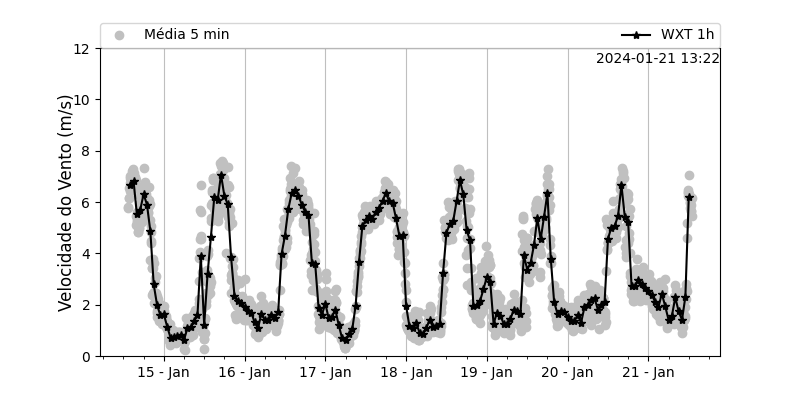 Média 5 min
WXT 1h
2024-01-21 13:22
Velocidade do Vento (m/s)
12
10
8
6
4
2
0
15 - Jan
16 - Jan
17 - Jan
18 - Jan
19 - Jan
20 - Jan
21 - Jan